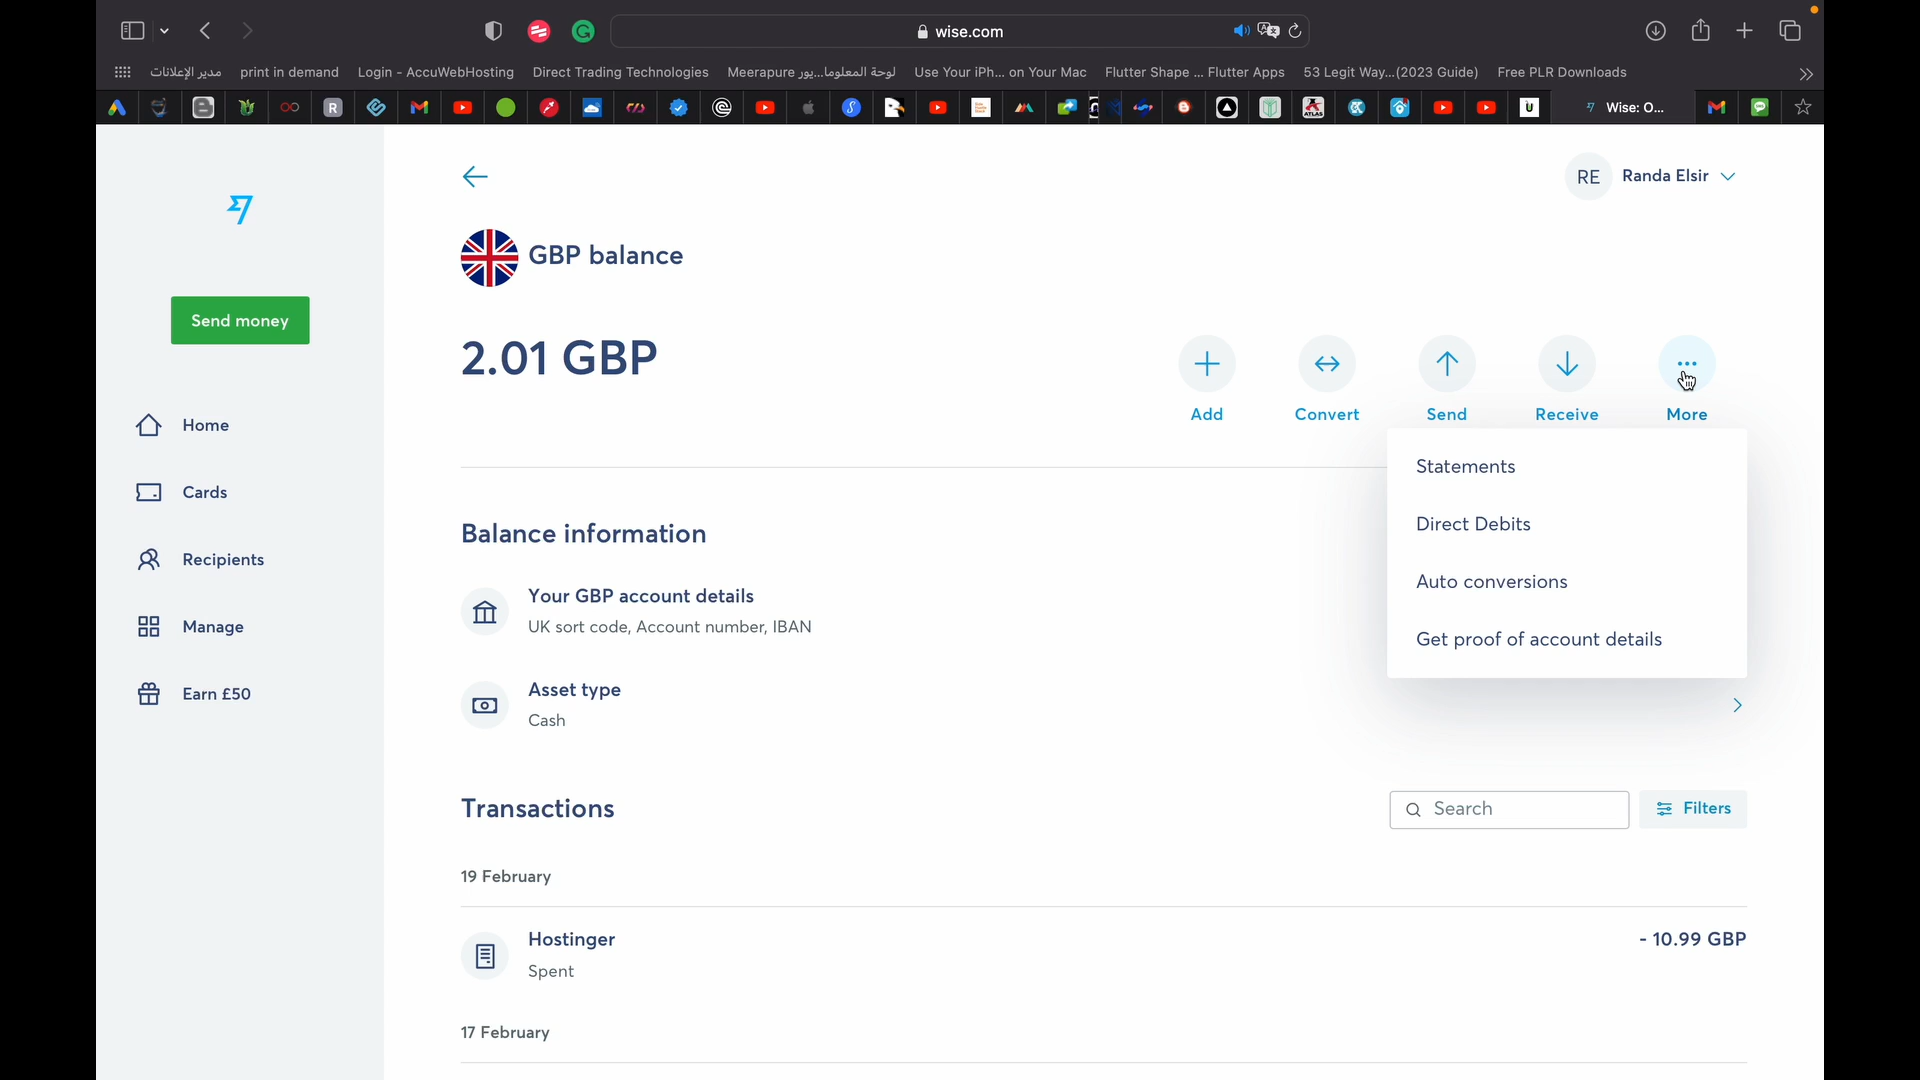 wise.com
مدير الإعلانات
print in demand
Login - AccuWebHosting
Direct Trading Technologies
Meerapure لوحة المعلوما...يور
Use Your iPh... on Your Mac
Flutter Shape ... Flutter Apps
53 Legit Way...(2023 Guide)
Free PLR Downloads
Wise: O...
RE
Randa Elsir
GBP balance
Send money
2.01 GBP
Add
Convert
Send
Receive
More
Home
Cards
Recipients
Manage
Earn £50
Statements
Direct Debits
Auto conversions
Get proof of account details
Balance information
Your GBP account details
UK sort code, Account number, IBAN
Asset type
Cash
Transactions
Search
Filters
19 February
Hostinger
- 10.99 GBP
Spent
17 February